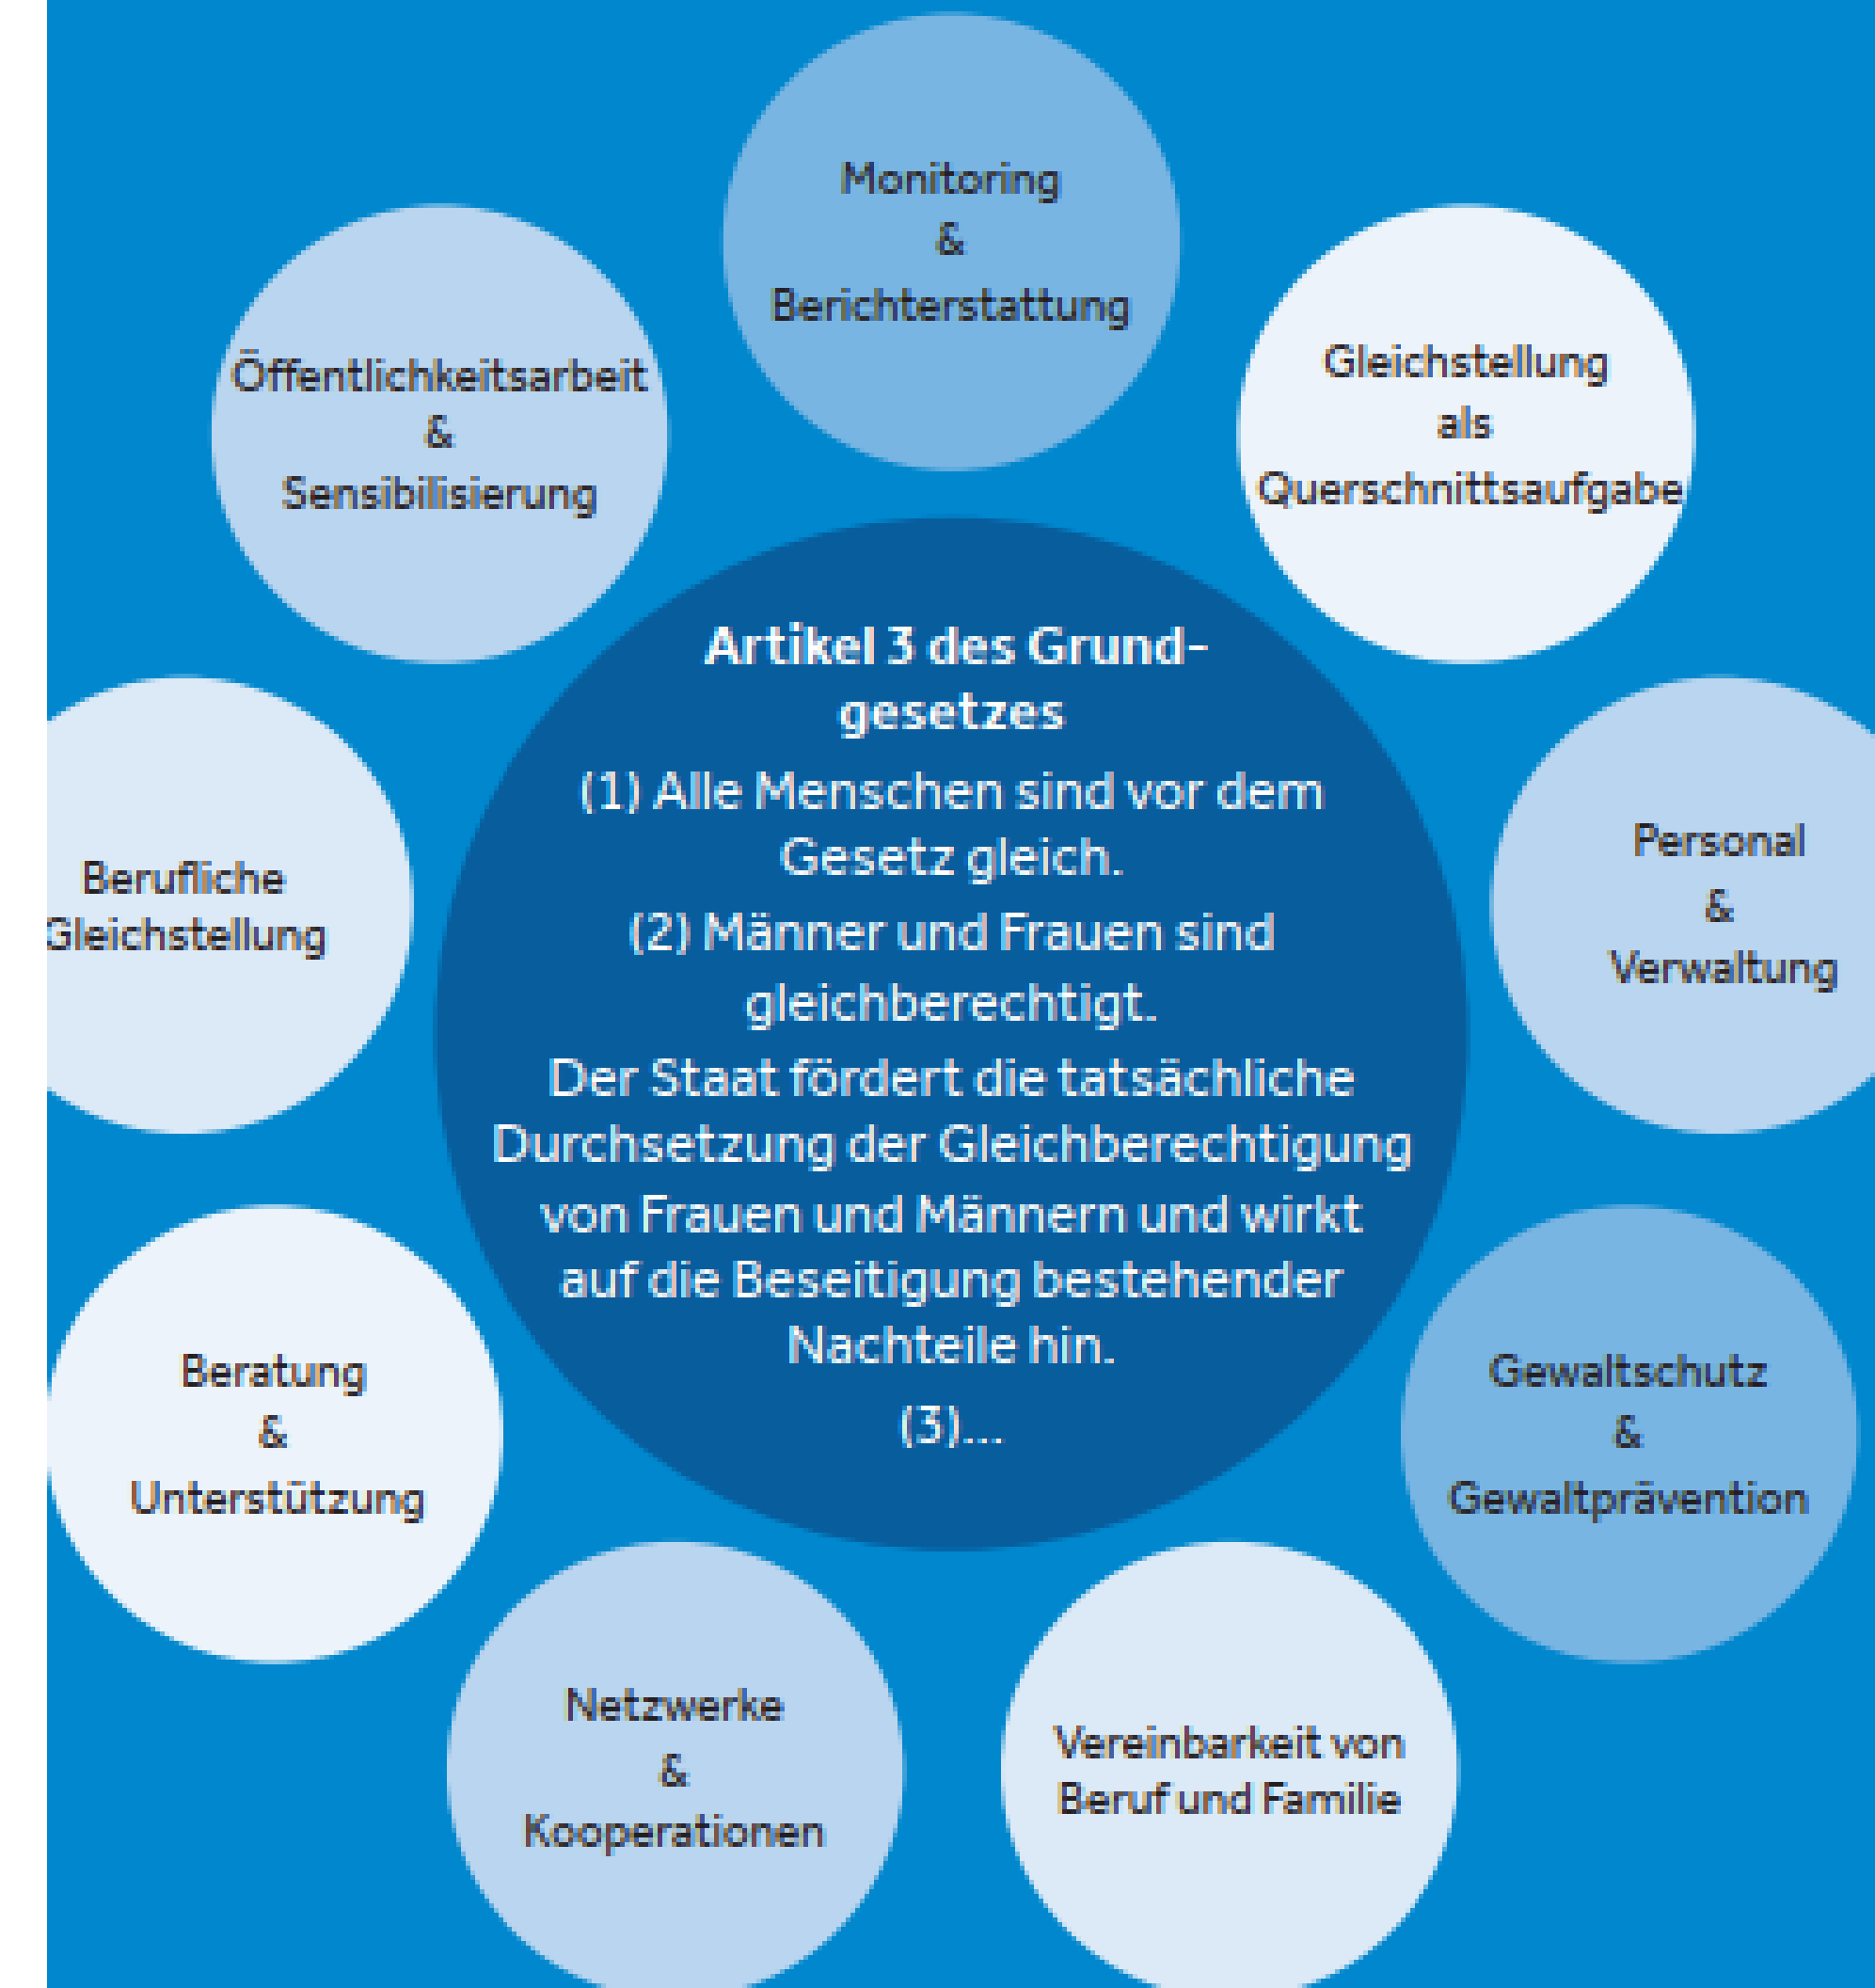 Monitoring
&
Berichterstattung
Gleichstellung
als
Querschnittsaufgabe
Personal
&
Verwaltung
Gewaltschutz
&
Gewaltprävention
Vereinbarkeit von
Beruf und Familie
Netzwerke
&
Kooperationen
Beratung
&
Unterstützung
Berufliche
Gleichstellung
Öffentlichkeitsarbeit
&
Sensibilisierung
Artikel 3 des Grund-
gesetzes
(1) Alle Menschen sind vor dem
Gesetz gleich.
(2) Männer und Frauen sind
gleichberechtigt.
Der Staat fördert die tatsächliche
Durchsetzung der Gleichberechtigung
von Frauen und Männern und wirkt
auf die Beseitigung bestehender
Nachteile hin.
(3)....